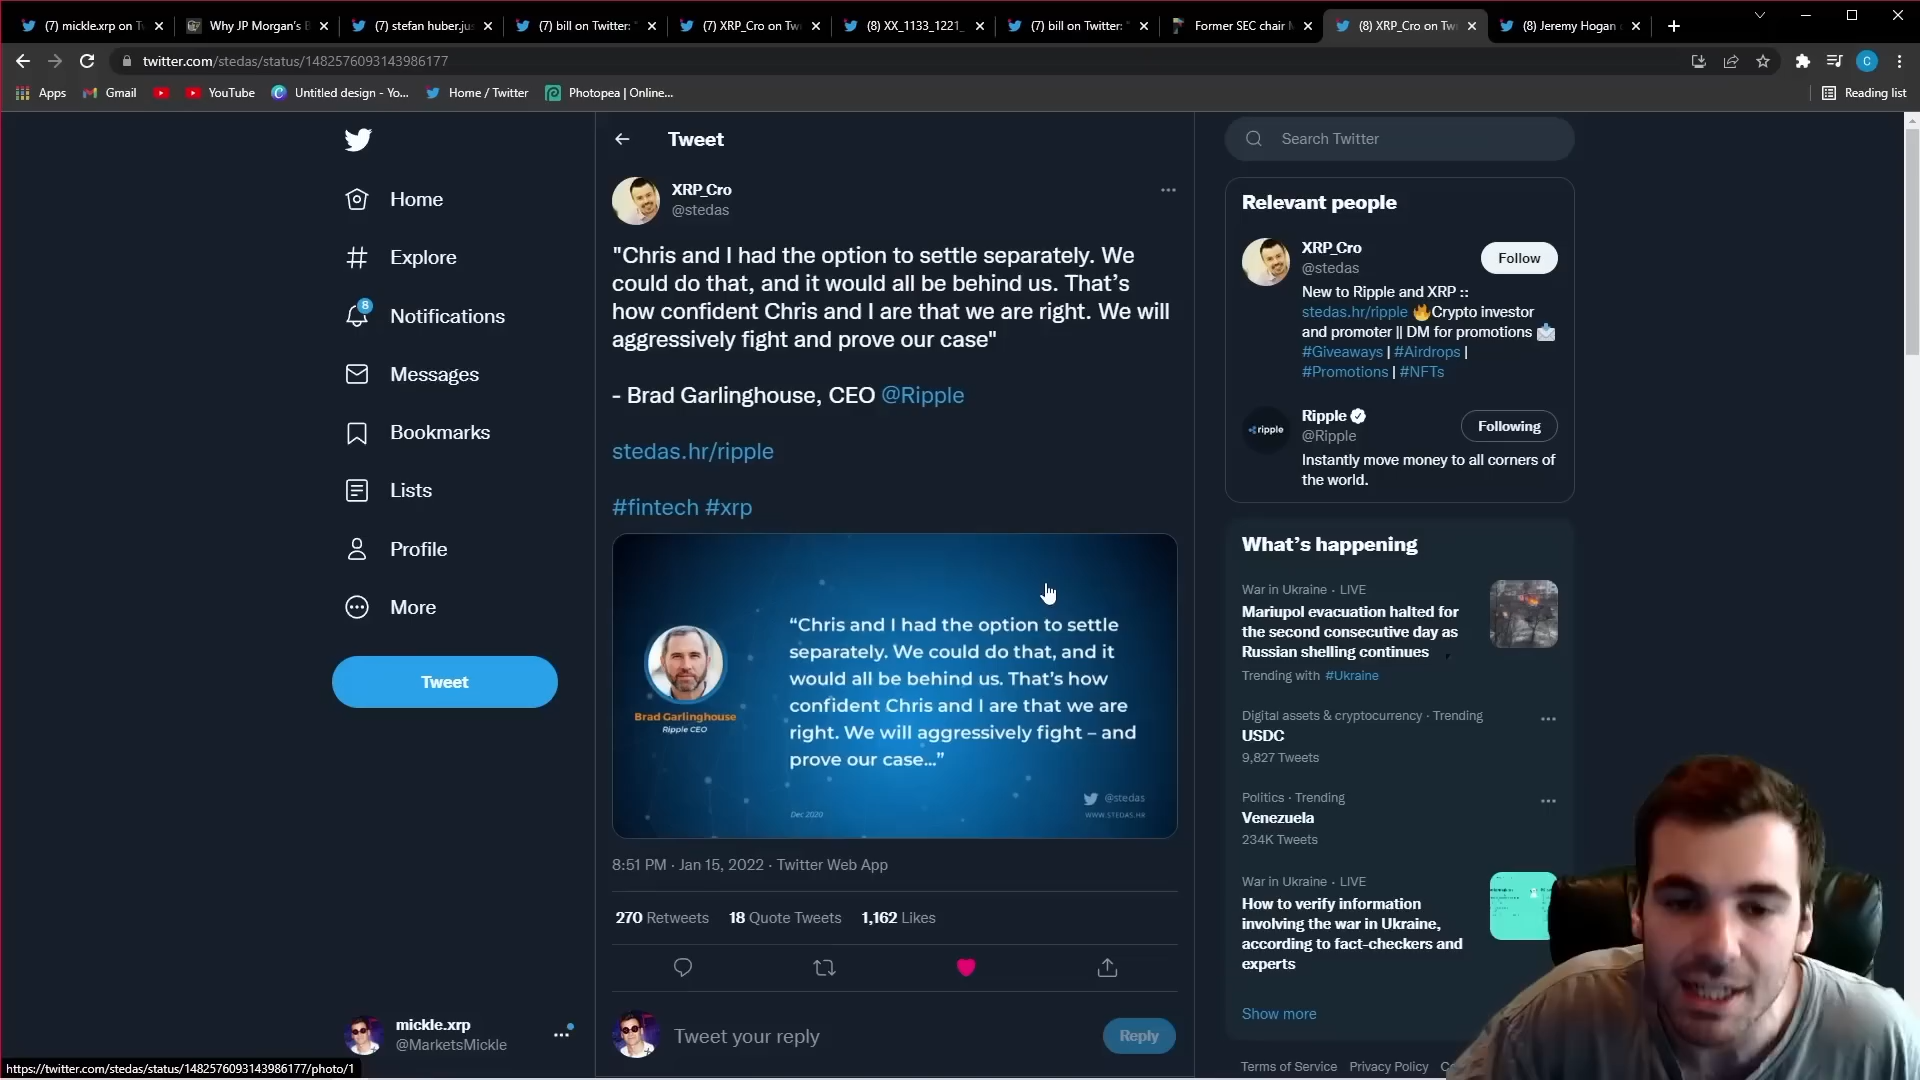 (7) mickle.xrp on T
Why JP Morgan's
(7) stefan huber.ju
(7) bill on Twitter: "
(7) XRP_Cro on Tw
(8) XX_1133_1221_
(7) bill on Twitter: "
Former SEC chair
(8) XRP_Cro on Tw
(8) Jeremy Hogan
twitter.com/stedas/status/1482576093143986177
C
Apps
Gmail
YouTube
Untitled design - Yo...
Home / Twitter
Photopea | Online...
Reading list
Home
Explore
8
Notifications
Messages
Bookmarks
Lists
Profile
More
Tweet
mickle.xrp
@MarketsMickle
https://twitter.com/stedas/status/1482576093143986177/photo/1
Tweet
XRP_Cro
@stedas
"Chris and I had the option to settle separately. We
could do that, and it would all be behind us. That's
how confident Chris and I are that we are right. We will
aggressively fight and prove our case"
- Brad Garlinghouse, CEO @Ripple
stedas.hr/ripple
#fintech #xrp
“Chris and I had the option to settle
separately. We could do that, and it
would all be behind us. That’s how
confident Chris and I are that we are
right. We will aggressively fight – and
prove our case...”
Brad Garlinghouse
Ripple CEO
Dec 2020
@stedas
WWW.STEDAS.HR
8:51 PM · Jan 15, 2022 · Twitter Web App
270 Retweets 18 Quote Tweets 1,162 Likes
Tweet your reply
Reply
Search Twitter
Relevant people
XRP_Cro
@stedas
Follow
New to Ripple and XRP ::
stedas.hr/ripple 🔥Crypto investor
and promoter || DM for promotions 📩
#Giveaways | #Airdrops |
#Promotions | #NFTs
ripple
Ripple
@Ripple
Following
Instantly move money to all corners of
the world.
What’s happening
War in Ukraine · LIVE
Mariupol evacuation halted for
the second consecutive day as
Russian shelling continues
Trending with #Ukraine
Digital assets & cryptocurrency · Trending
USDC
9,827 Tweets
Politics · Trending
Venezuela
234K Tweets
War in Ukraine · LIVE
How to verify information
involving the war in Ukraine,
according to fact-checkers and
experts
Show more
Terms of Service Privacy Policy